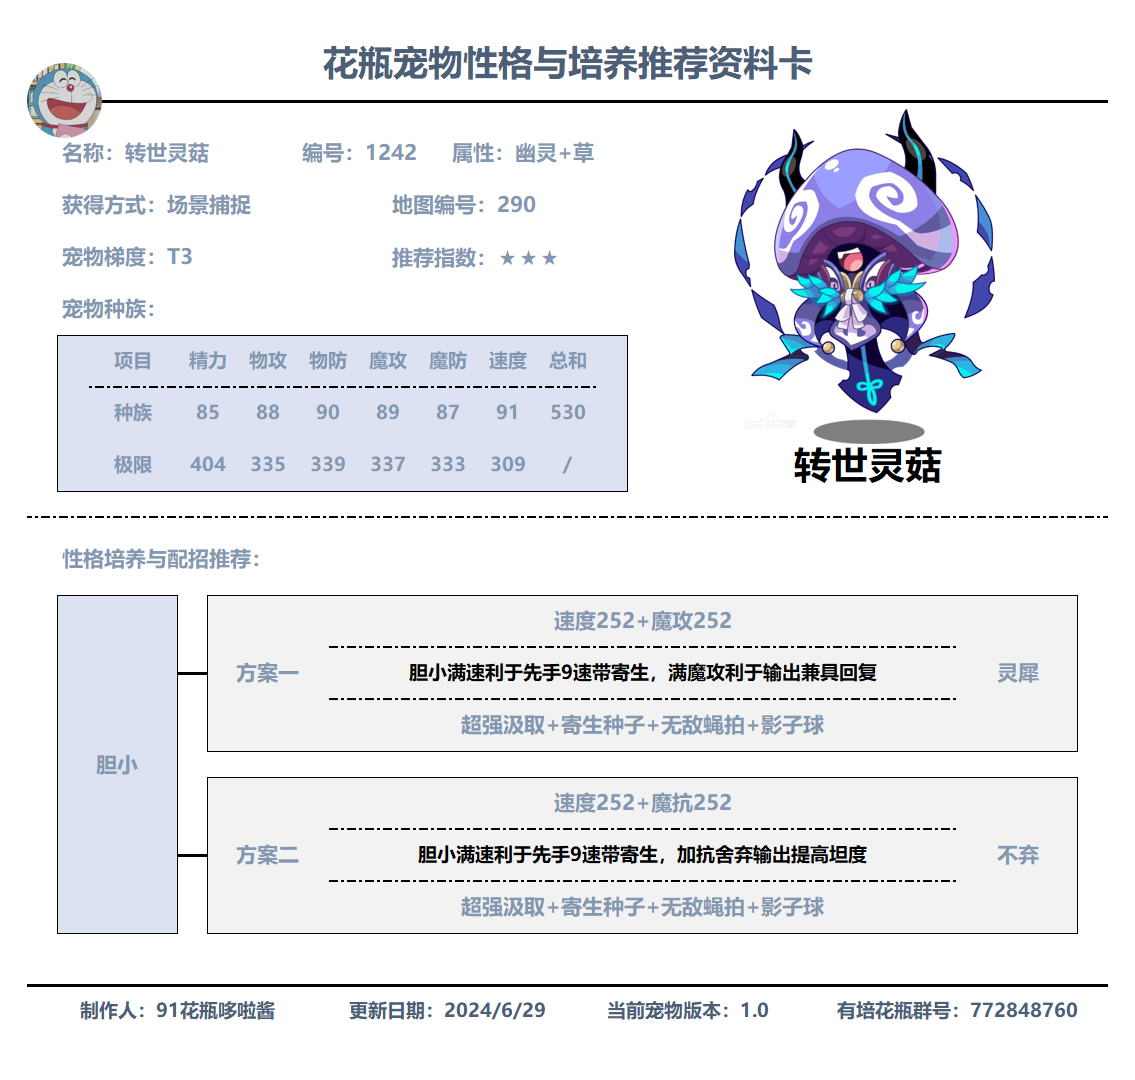 花瓶宠物性格与培养推荐资料卡
名称：转世灵菇 编号：1242 属性：幽灵+草
获得方式：场景捕捉 地图编号：290
宠物梯度：T3 推荐指数：★★★
宠物种族：
项目 精力 物攻 物防 魔攻 魔防 速度 总和
种族 85 88 90 89 87 91 530
极限 404 335 339 337 333 309 /
转世灵菇
性格培养与配招推荐：
胆小
方案一
速度252+魔攻252
胆小满速利于先手9速带寄生，满魔攻利于输出兼具回复
超强汲取+寄生种子+无敌蝇拍+影子球
灵犀
方案二
速度252+魔抗252
胆小满速利于先手9速带寄生，加抗舍弃输出提高坦度
超强汲取+寄生种子+无敌蝇拍+影子球
不弃
制作人：91花瓶哆啦酱 更新日期：2024/6/29 当前宠物版本：1.0 有培花瓶群号：772848760